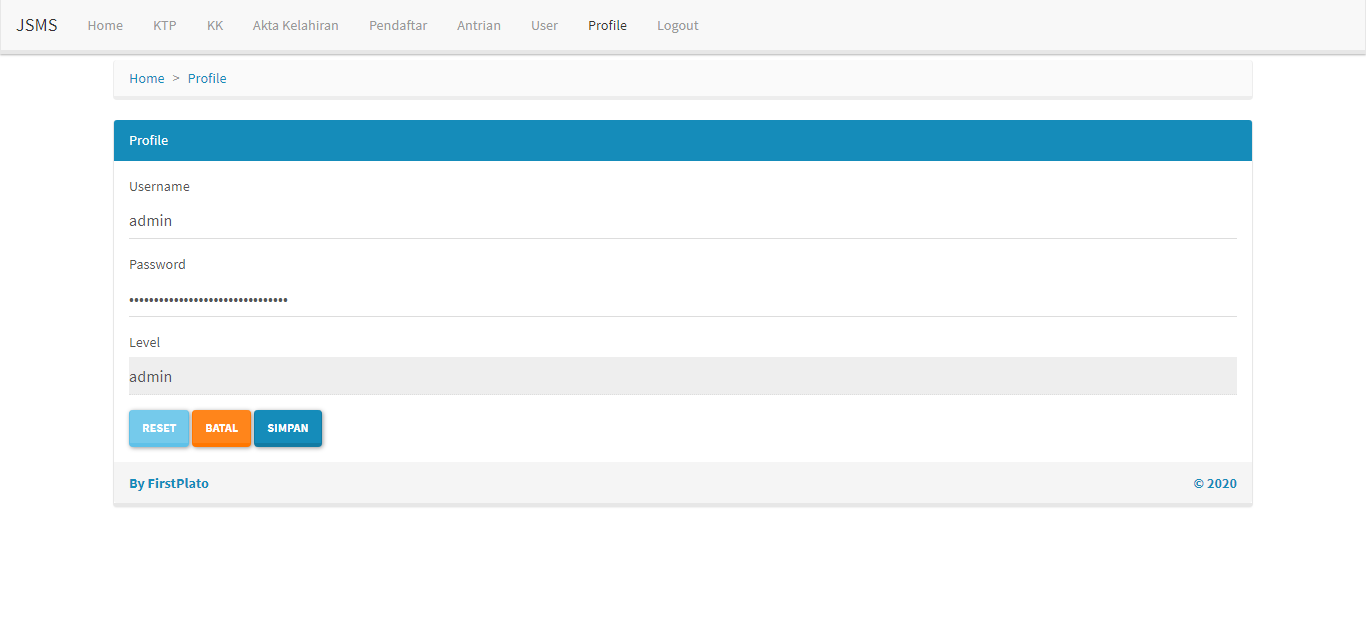 JSMS Home KTP KK Akta Kelahiran Pendaftar Antrian User Profile Logout
Home > Profile
Profile
Username
admin
Password
••••••••••••••••••••••••••••••••
Level
admin
RESET BATAL SIMPAN
By FirstPlato © 2020